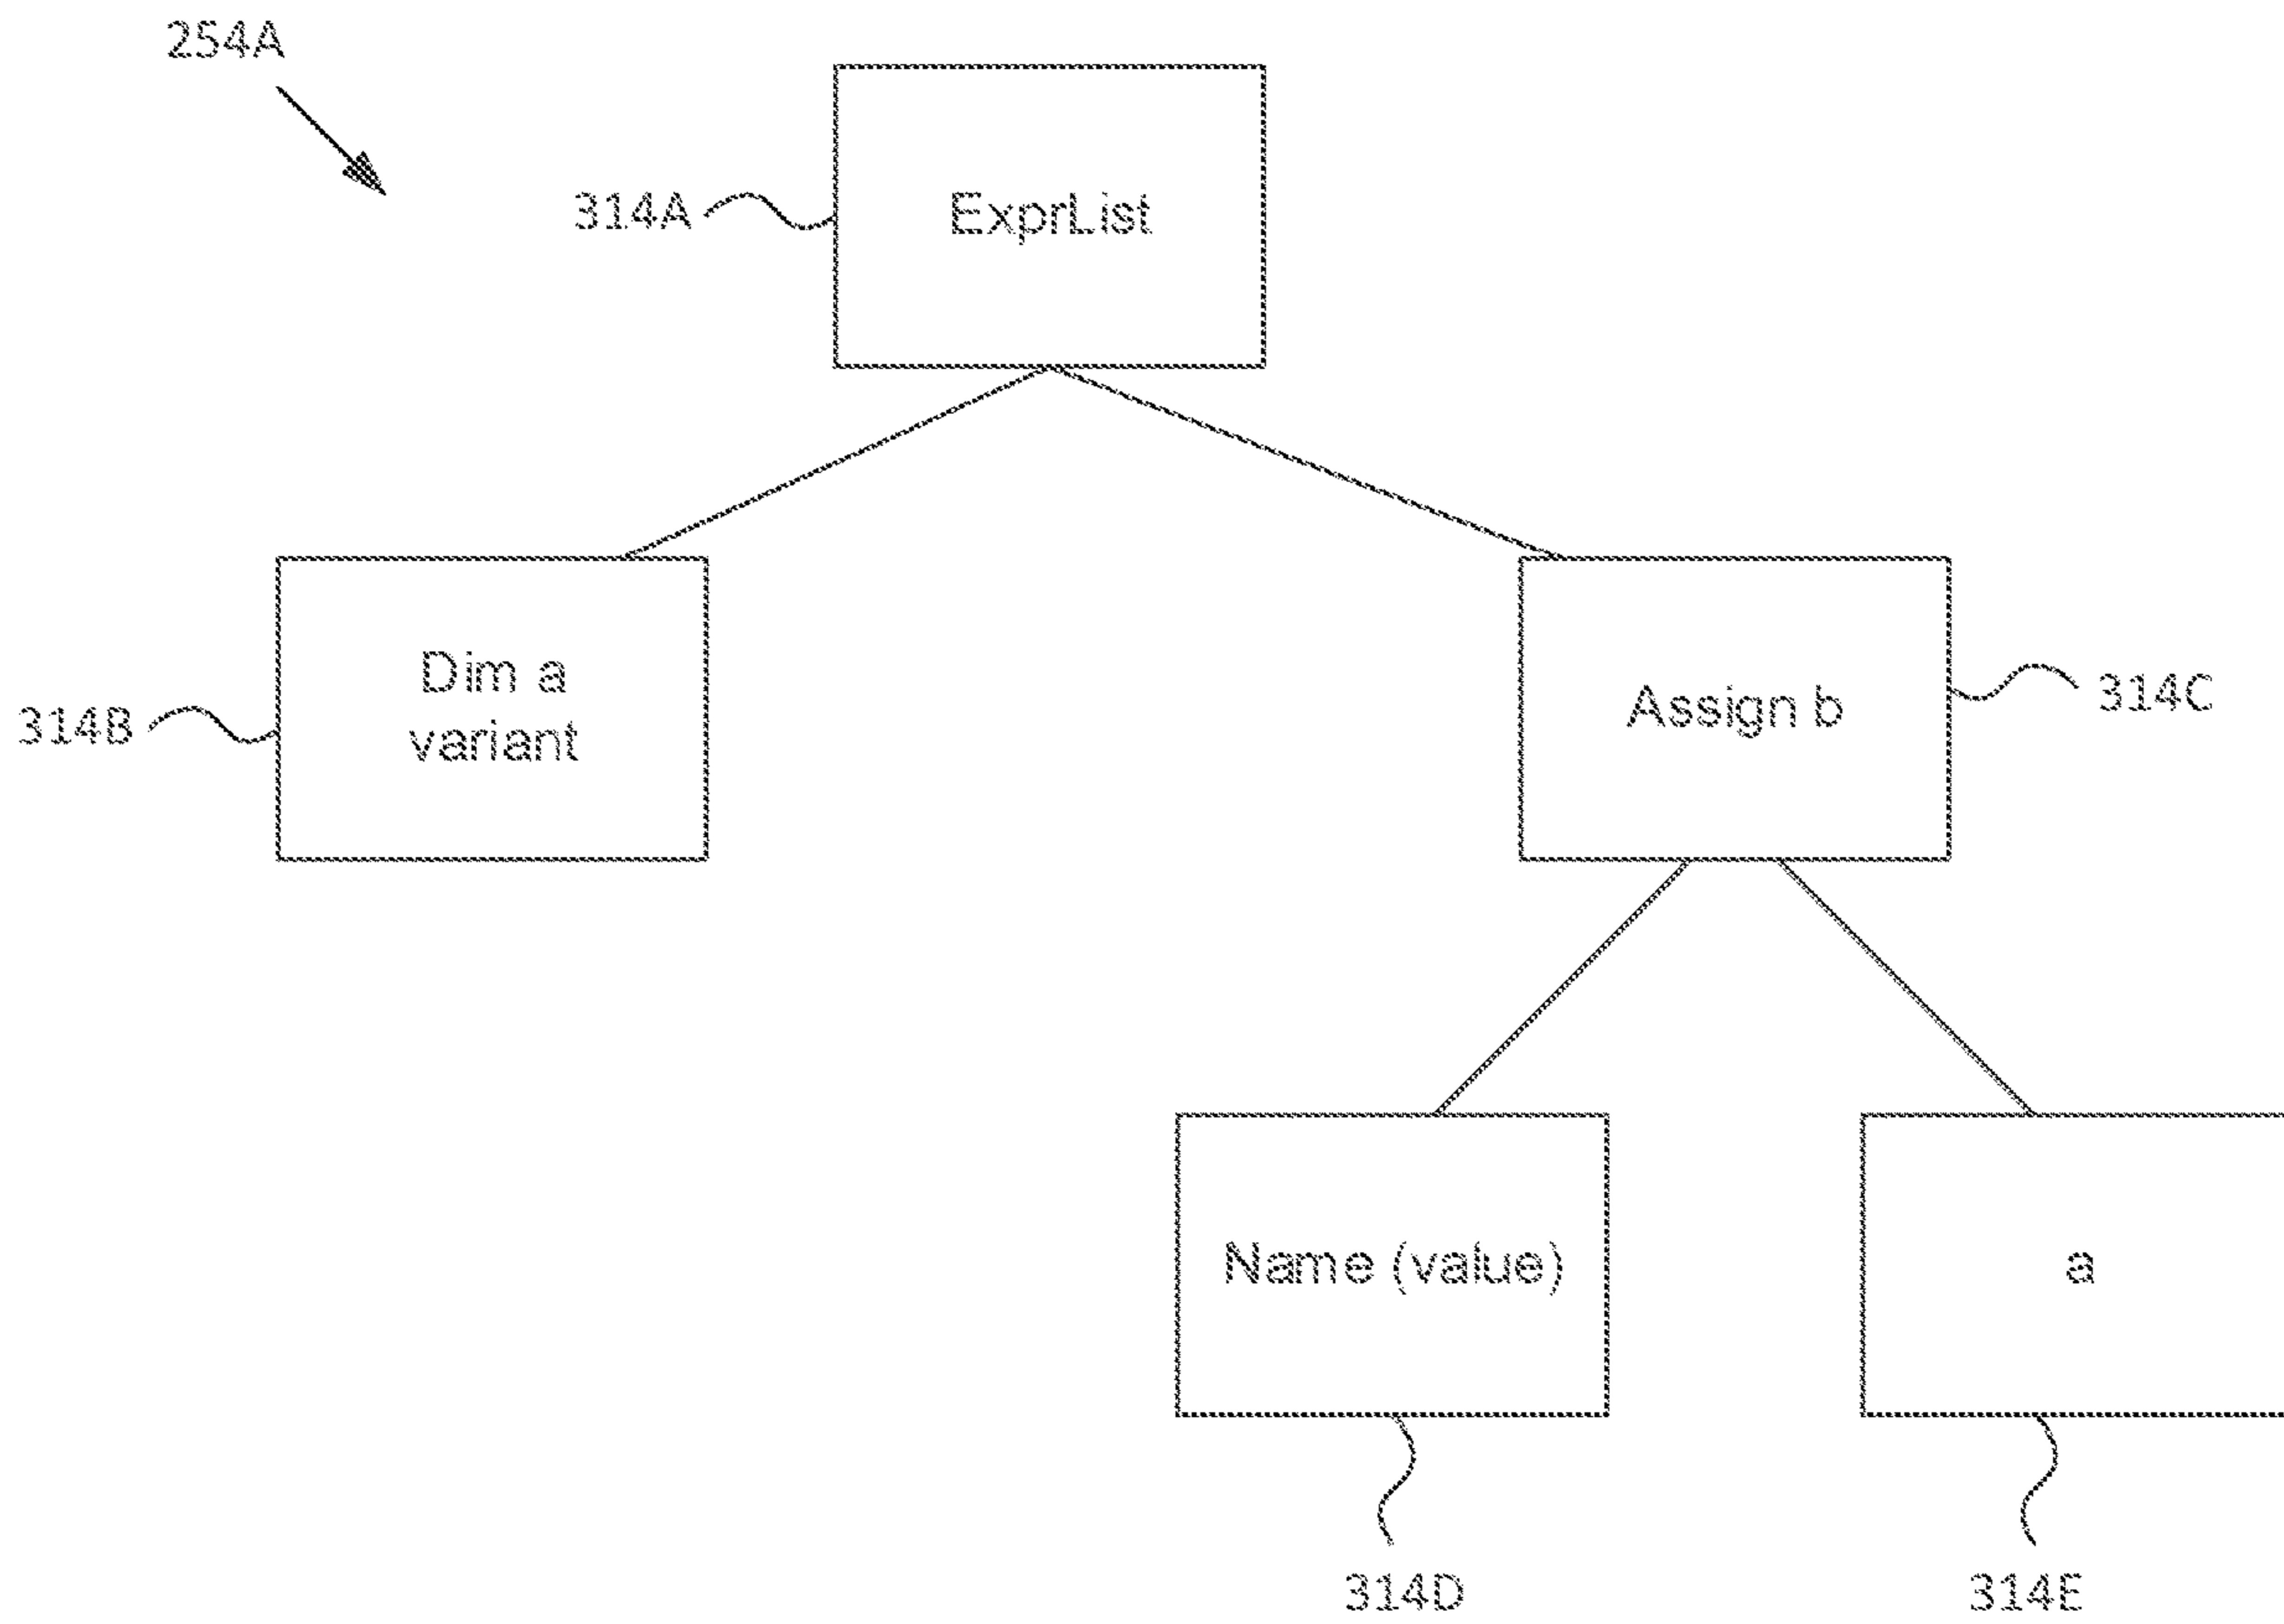 254A
314A
ExprList
314B
Dim a
variant
Assign b
314C
Name (value)
a
314D
314E